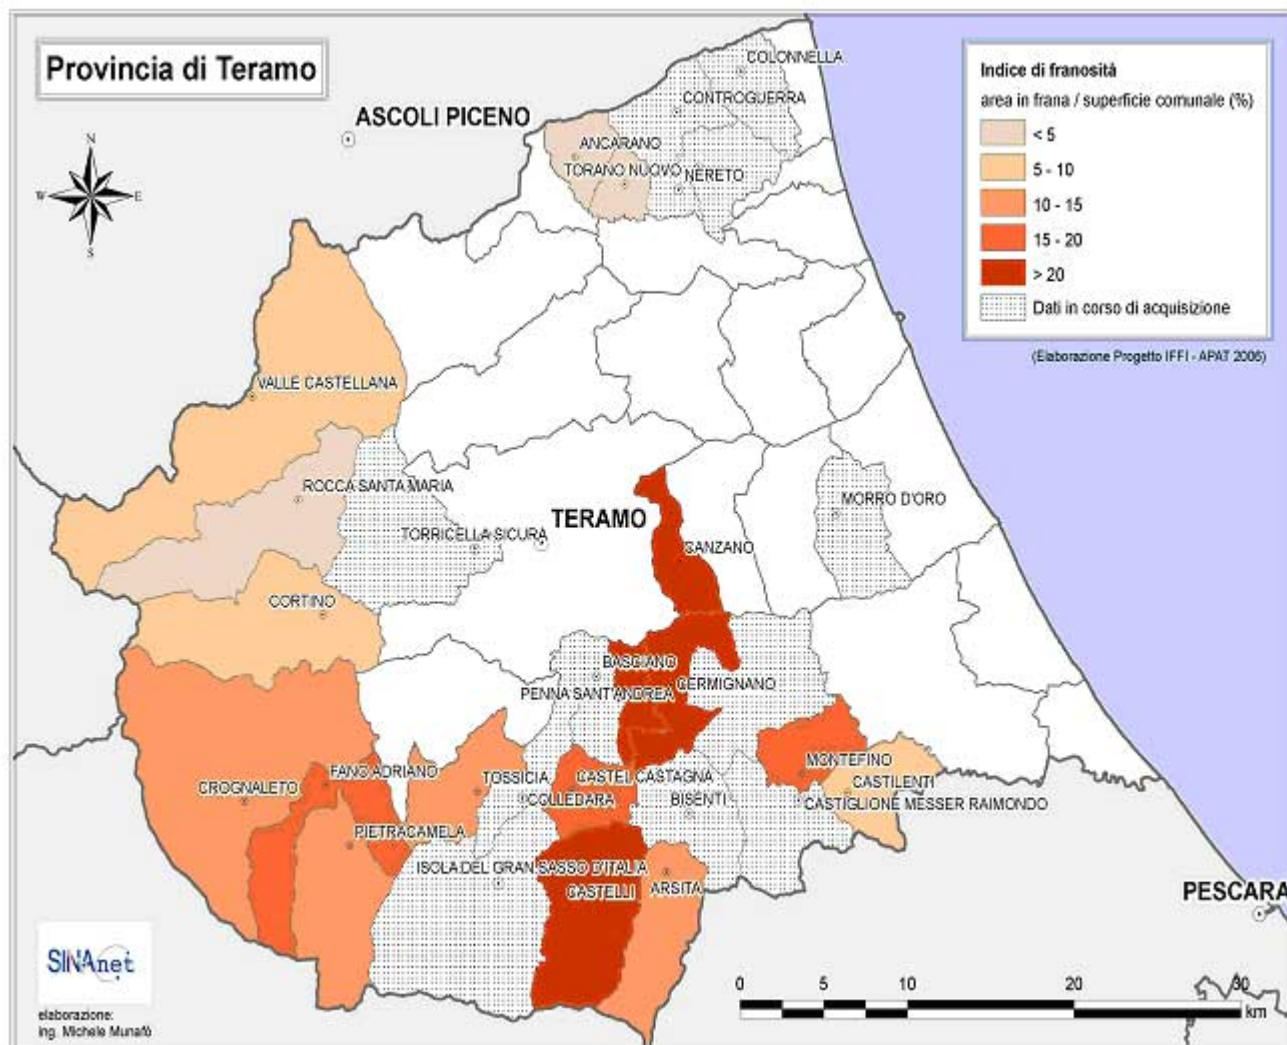 Provincia di Teramo
Indice di franosità
area in frana / superficie comunale (%)
< 5
5 - 10
10 - 15
15 - 20
> 20
Dati in corso di acquisizione
(Elaborazione Progetto IFFI - APAT 2006)
N
W
E
S
COLONNELLA
CONTROGUERRA
ASCOLI PICENO
ANCARANO
TORANO NUOVO
NERETO
VALLE CASTELLANA
ROCCA SANTA MARIA
MORRO D'ORO
TERAMO
TORRICELLA SICURA
CANZANO
CORTINO
BASCIANO
CERMIGNANO
PENNA SANT'ANDREA
MONTEFINO
FANO ADRIANO
TOSSICIA
CASTEL CASTAGNA
CASTILENTI
CROGNALETO
COLLEDARA
BISENTI
CASTIGLIONE MESSER RAIMONDO
PIETRACAMELA
ISOLA DEL GRAN SASSO D'ITALIA
CASTELLI
ARSITA
PESCARA
SINAnet
elaborazione:
ing. Michele Munafò
0 5 10 20 30
km